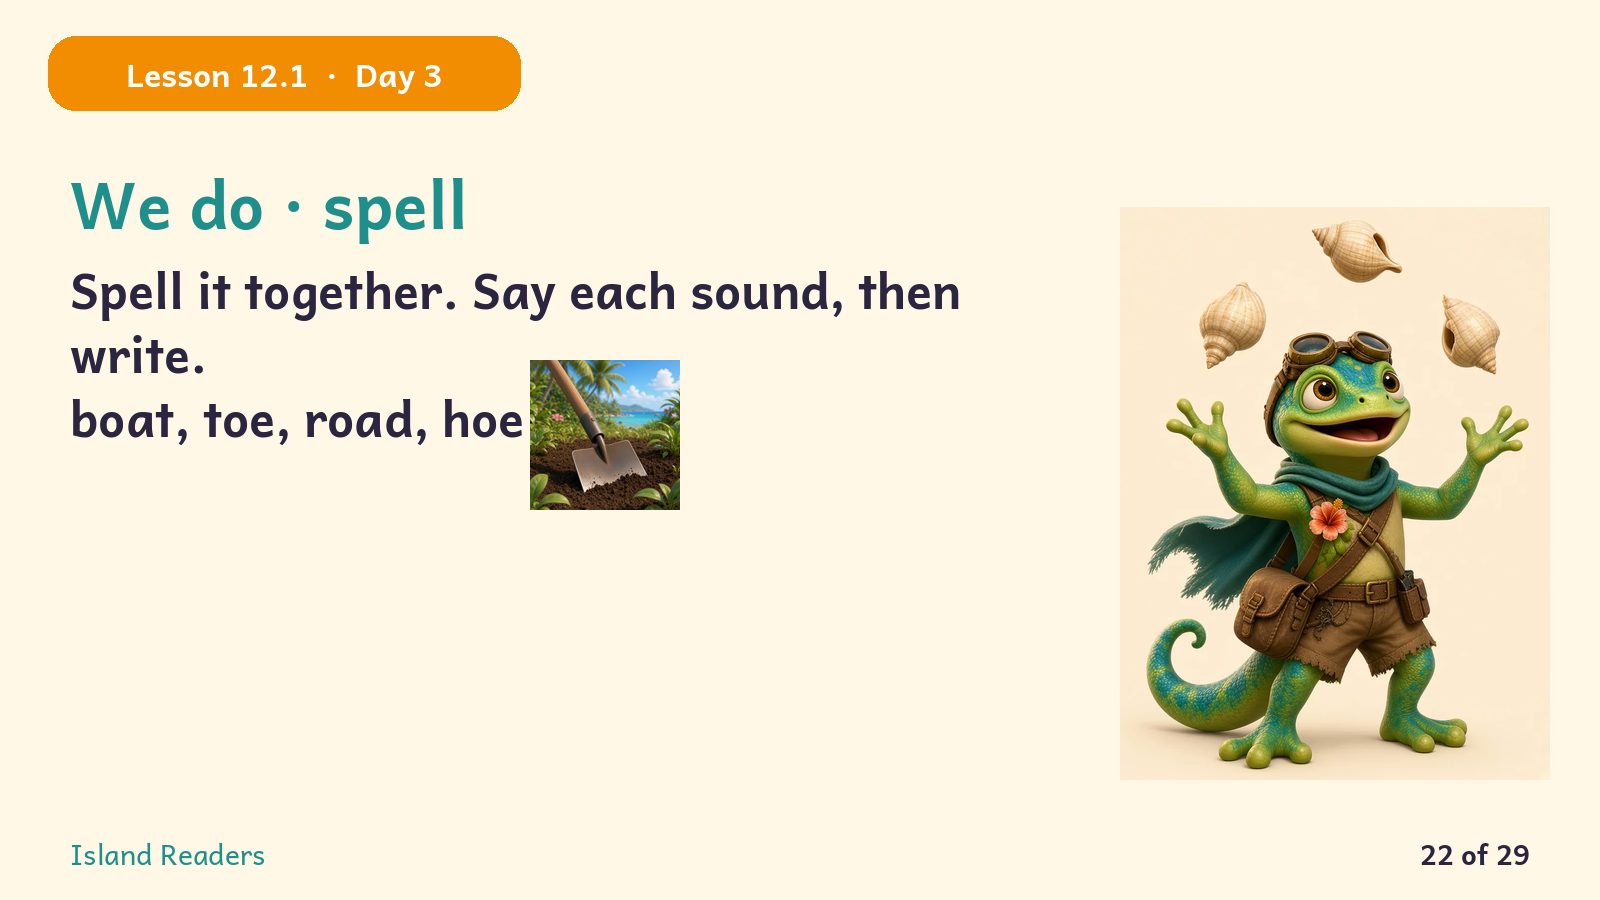 Lesson 12.1 · Day 3
We do · spell
Spell it together. Say each sound, then
write.
boat, toe, road, hoe
Island Readers
22 of 29